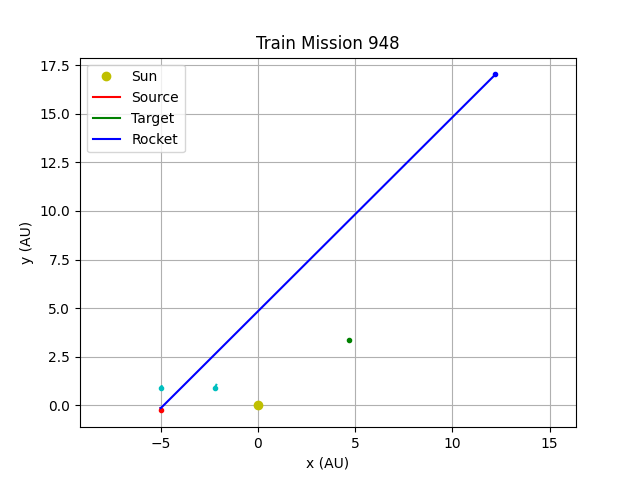 Train Mission 948
Sun
Source
Target
Rocket
17.5
15.0
12.5
10.0
7.5
5.0
2.5
0.0
y (AU)
−5
0
5
10
15
x (AU)